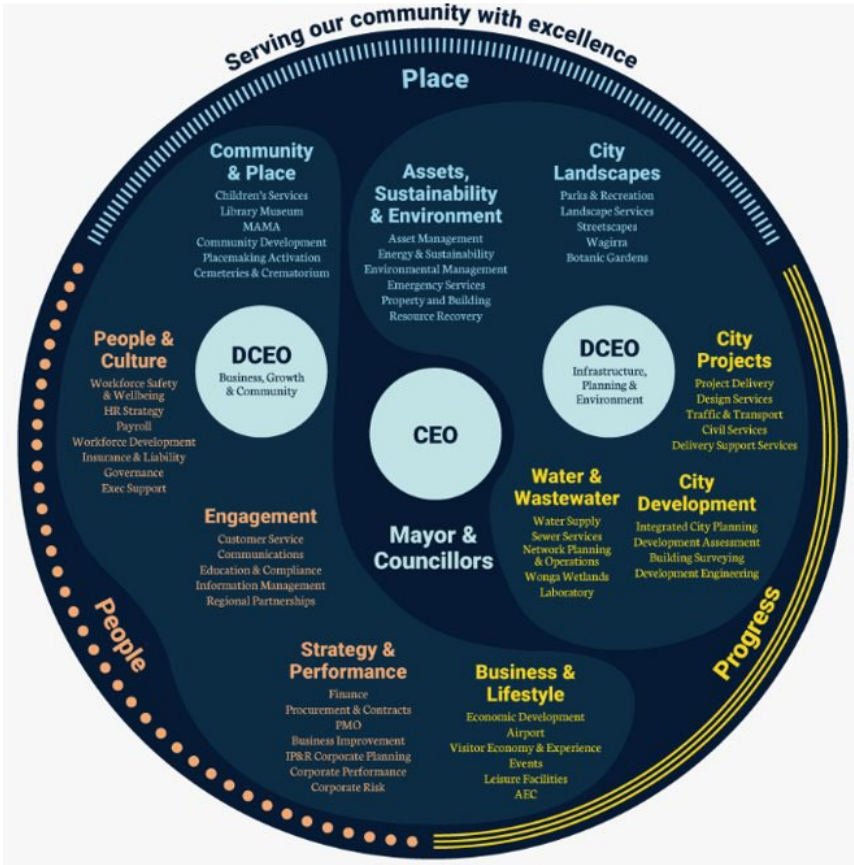 Serving our community with excellence
Place
Community
& Place
Children's Services
Library Museum
MAMA
Community Development
Placemaking Activation
Cemeteries & Crematorium
Assets,
Sustainability
& Environment
Asset Management
Energy & Sustainability
Environmental Management
Emergency Services
Property and Building
Resource Recovery
City
Landscapes
Parks & Recreation
Landscape Services
Streetscapes
Wagirra
Botanic Gardens
People &
Culture
Workforce Safety
& Wellbeing
HR Strategy
Payroll
Workforce Development
Insurance & Liability
Governance
Exec Support
DCEO
Business, Growth
& Community
CEO
DCEO
Infrastructure,
Planning &
Environment
City
Projects
Project Delivery
Design Services
Traffic & Transport
Civil Services
Delivery Support Services
Engagement
Customer Service
Communications
Education & Compliance
Information Management
Regional Partnerships
Mayor &
Councillors
Water &
Wastewater
Water Supply
Sewer Services
Network Planning
& Operations
Wonga Wetlands
Laboratory
City
Development
Integrated City Planning
Development Assessment
Building Surveying
Development Engineering
People
Progress
Strategy &
Performance
Finance
Procurement & Contracts
PMO
Business Improvement
IP&R Corporate Planning
Corporate Performance
Corporate Risk
Business &
Lifestyle
Economic Development
Airport
Visitor Economy & Experience
Events
Leisure Facilities
AEC